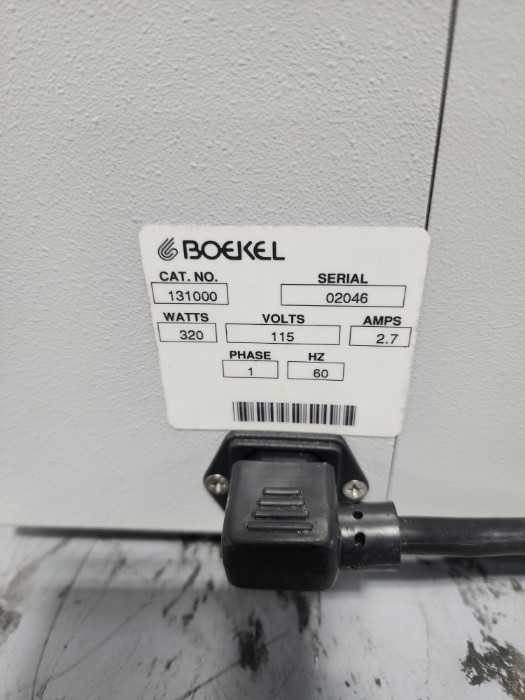 BOEKEL
CAT. NO. SERIAL
131000 02046
WATTS VOLTS AMPS
320 115 2.7
PHASE HZ
1 60